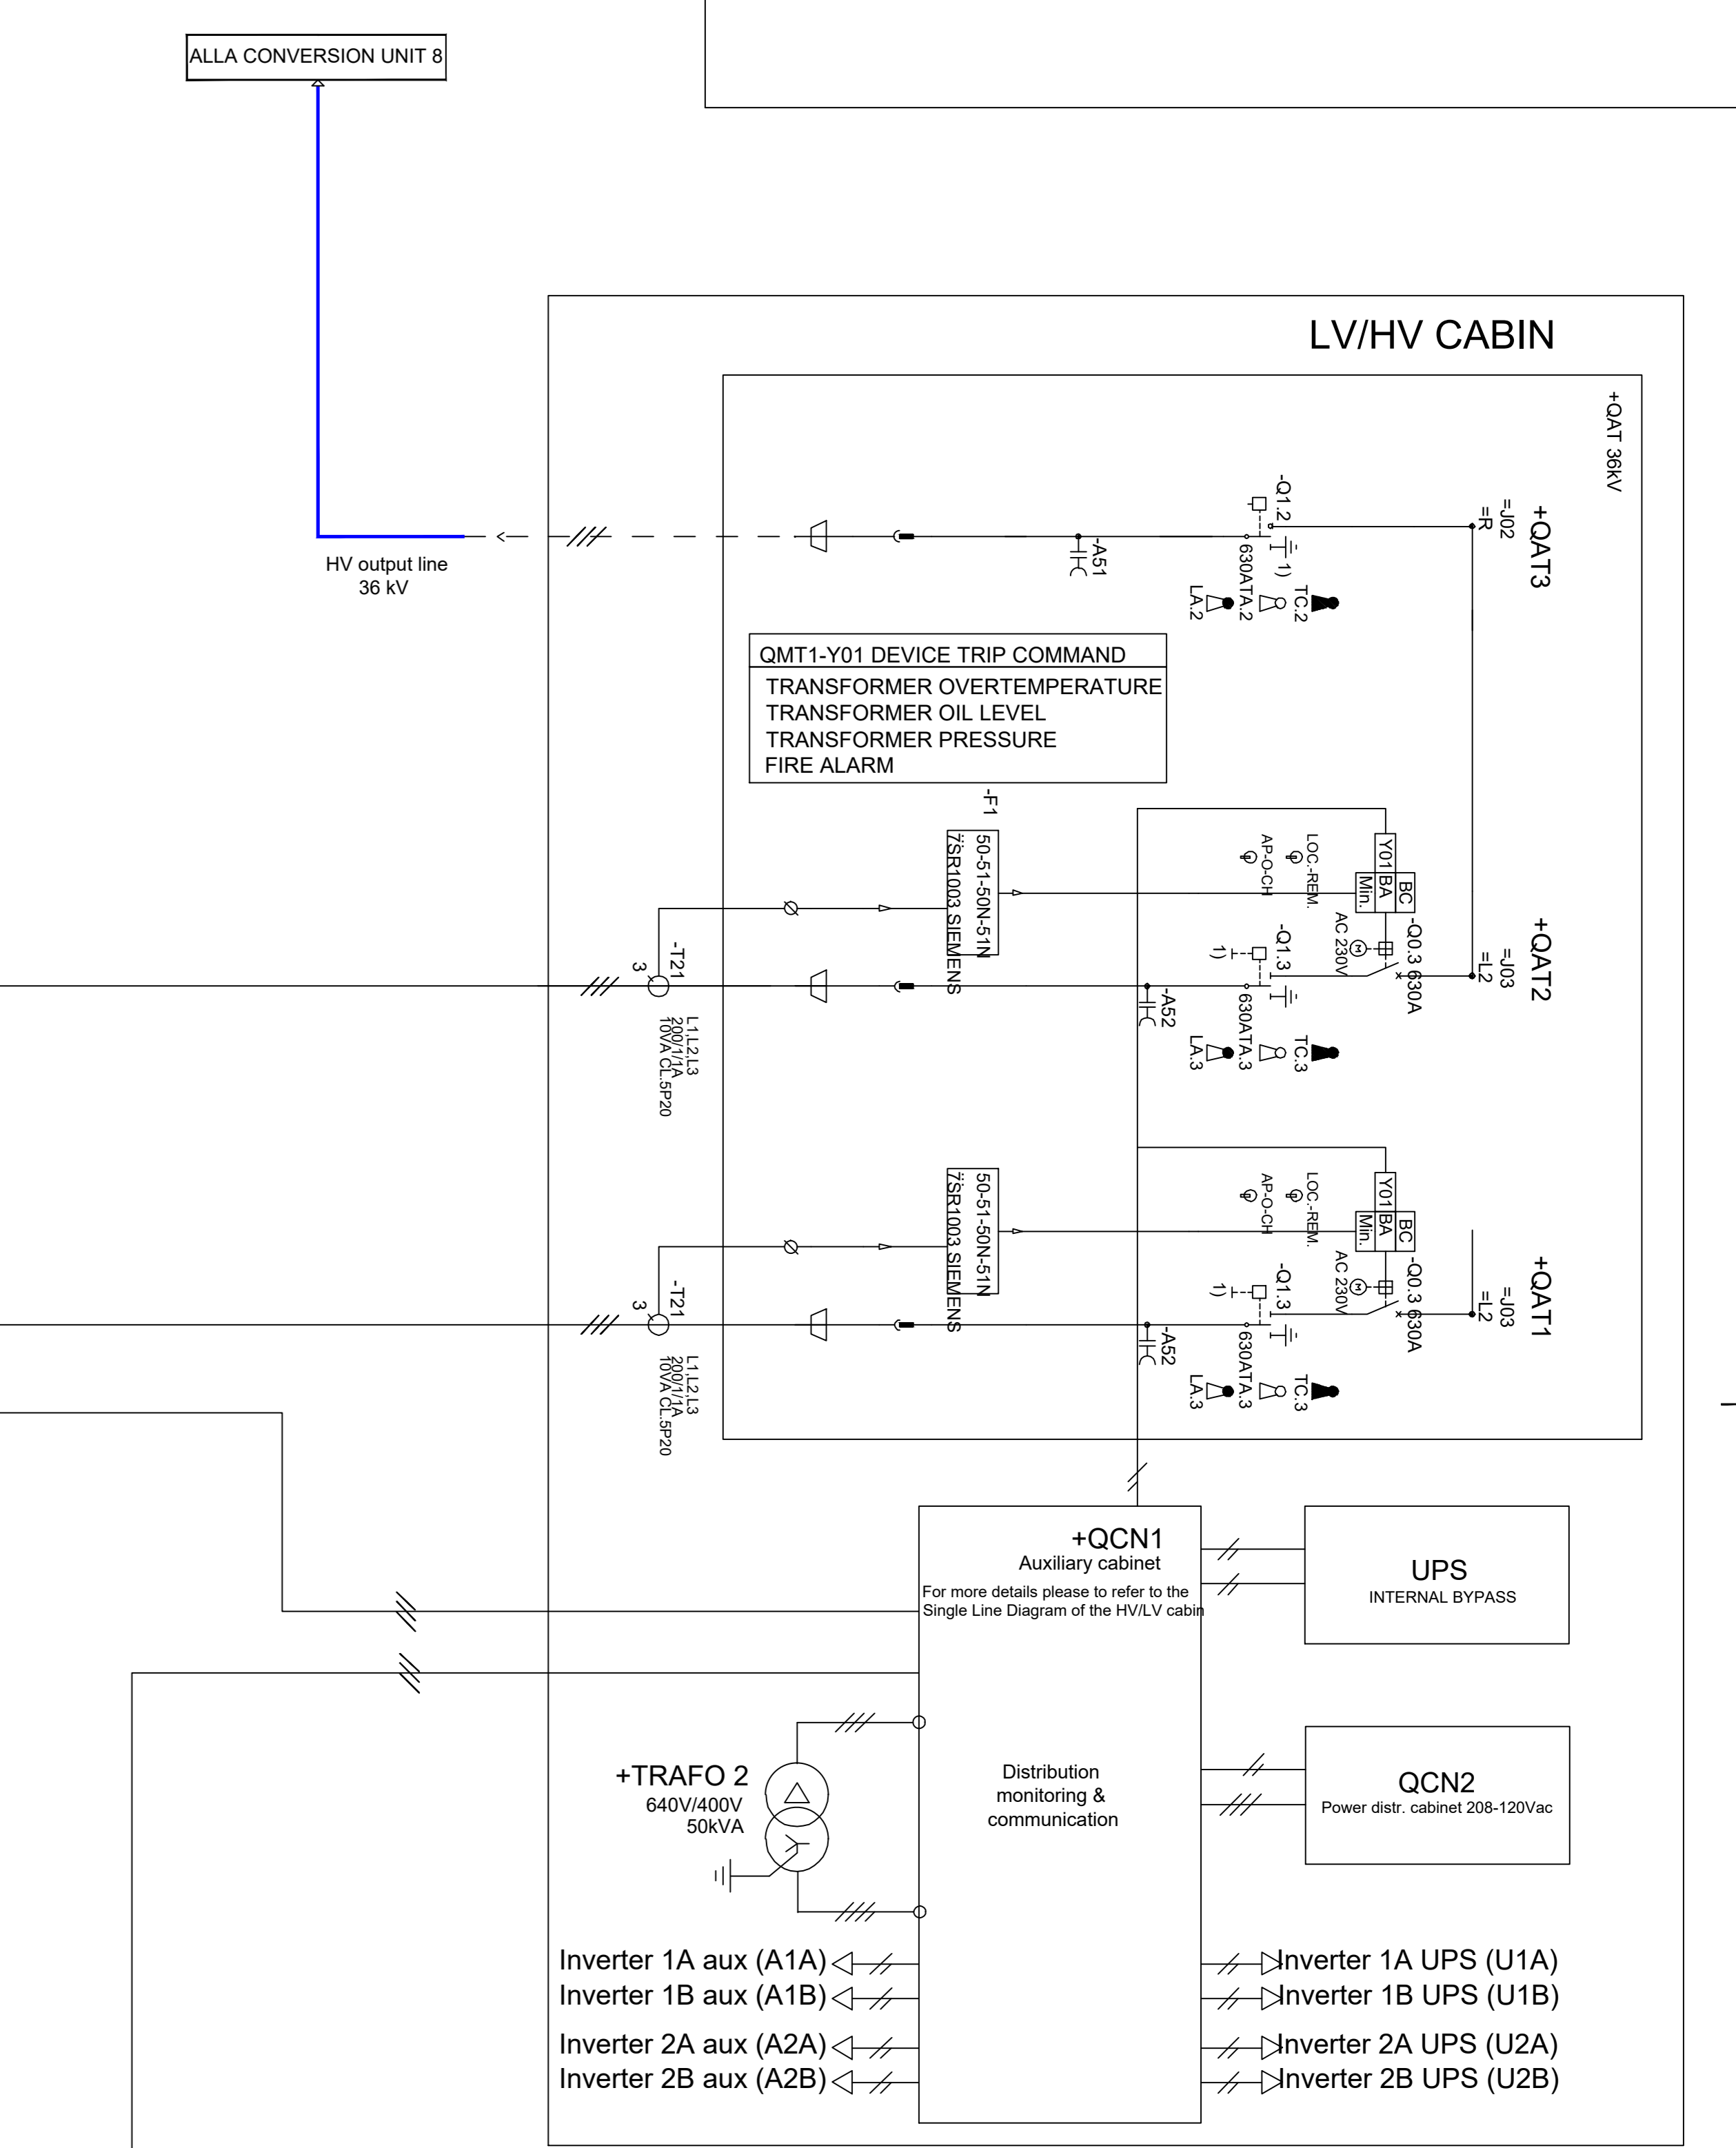 ALLA CONVERSION UNIT 8
HV output line
36 kV
LV/HV CABIN
+QAT 36kV
+QAT3
=J02
=R
-Q1.2
1)
630A
-A51
LA.2
TA.2
TC.2
QMT1-Y01 DEVICE TRIP COMMAND
TRANSFORMER OVERTEMPERATURE
TRANSFORMER OIL LEVEL
TRANSFORMER PRESSURE
FIRE ALARM
-F1
50-51-50N-51N
7SR1003 SIEMENS
AP-O-CH
LOC.-REM.
Y01
Min.
BA
BC
AC 230V
M
-Q0.3 630A
+QAT2
=J03
=L2
-Q1.3
1)
630A
-A52
LA.3
TA.3
TC.3
-T21
3
L1,L2,L3
200/1/1A
10VA CL.5P20
50-51-50N-51N
7SR1003 SIEMENS
AP-O-CH
LOC.-REM.
Y01
Min.
BA
BC
AC 230V
M
-Q0.3 630A
+QAT1
=J03
=L2
-Q1.3
1)
630A
-A52
LA.3
TA.3
TC.3
-T21
3
L1,L2,L3
200/1/1A
10VA CL.5P20
+QCN1
Auxiliary cabinet
For more details please to refer to the
Single Line Diagram of the HV/LV cabin
UPS
INTERNAL BYPASS
+TRAFO 2
640V/400V
50kVA
Distribution
monitoring &
communication
QCN2
Power distr. cabinet 208-120Vac
Inverter 1A aux (A1A)
Inverter 1B aux (A1B)
Inverter 2A aux (A2A)
Inverter 2B aux (A2B)
Inverter 1A UPS (U1A)
Inverter 1B UPS (U1B)
Inverter 2A UPS (U2A)
Inverter 2B UPS (U2B)